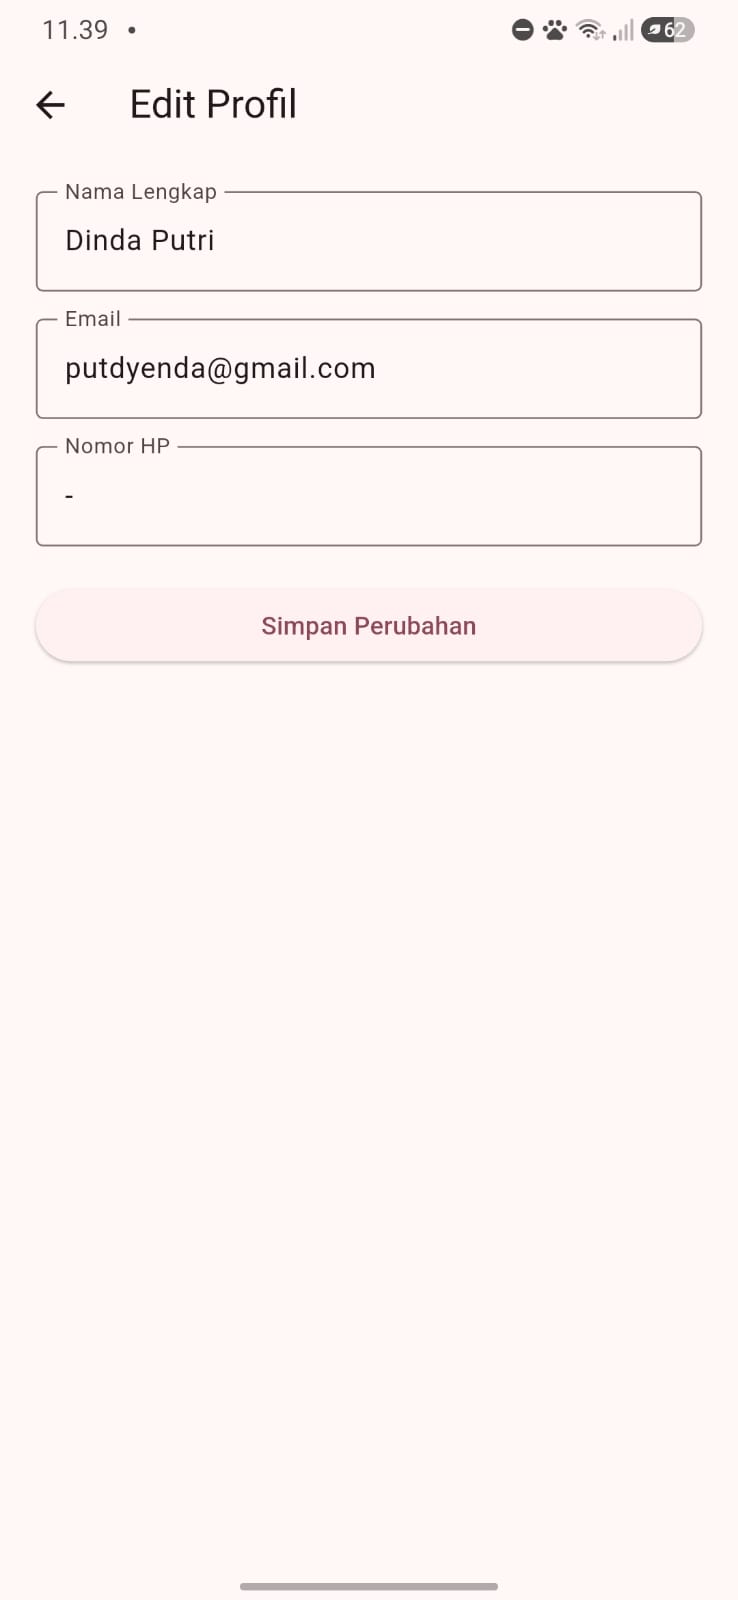 11.39
62
Edit Profil
Nama Lengkap
Dinda Putri
Email
putdyenda@gmail.com
Nomor HP
-
Simpan Perubahan